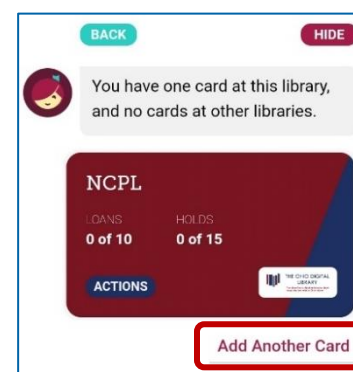 BACK
HIDE
You have one card at this library,
and no cards at other libraries.
NCPL
LOANS
HOLDS
0 of 10
0 of 15
ACTIONS
THE OHIO DIGITAL
LIBRARY
Add Another Card